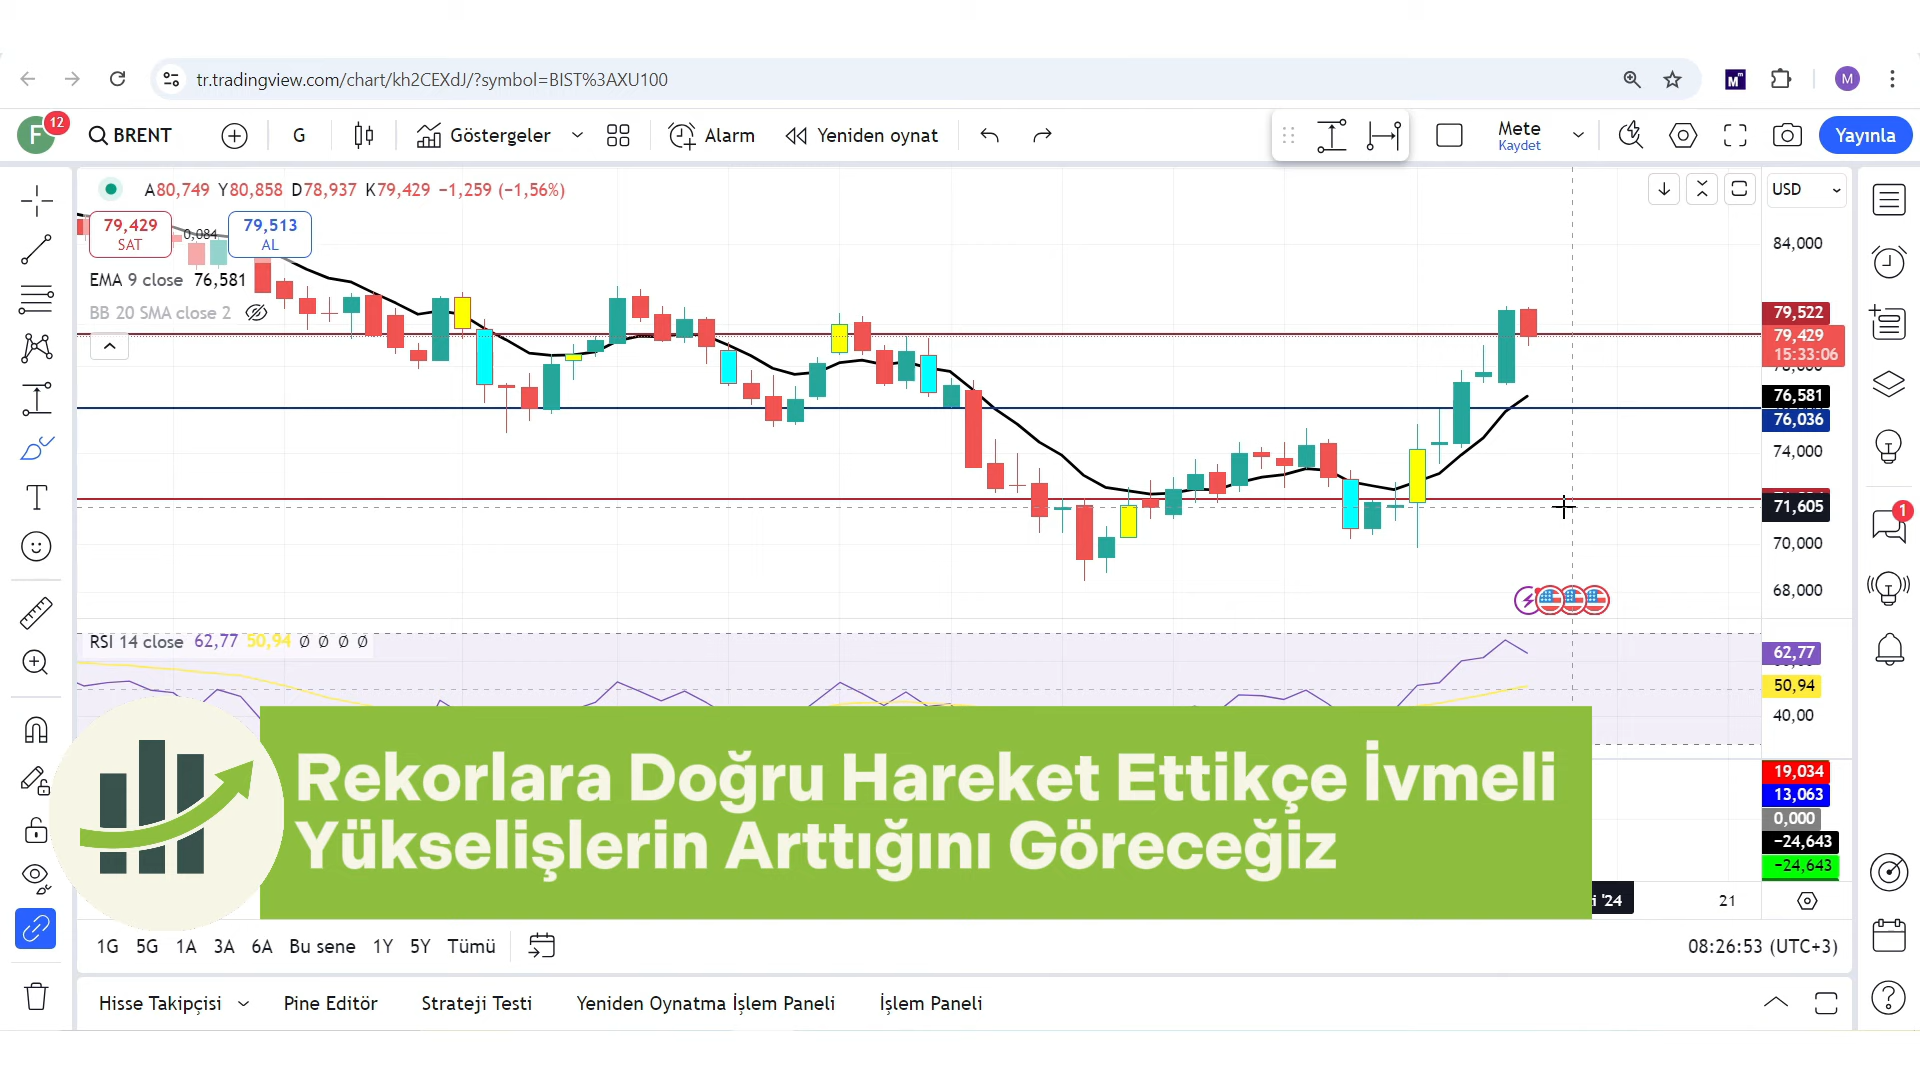 tr.tradingview.com/chart/kh2CEXdJ/?symbol=BIST%3AXU100
M
M
F
12
BRENT
G
Göstergeler
Alarm
Yeniden oynat
Mete
Kaydet
Yayınla
A80,749 Y80,858 D78,937 K79,429 −1,259 (−1,56%)
USD
79,429
SAT
0,084
79,513
AL
EMA 9 close 76,581
BB 20 SMA close 2
84,000
79,522
79,429
15:33:06
78,000
76,581
76,036
74,000
71,605
70,000
68,000
1
RSI 14 close 62,77 50,94 Ø Ø Ø Ø
62,77
50,94
40,00
Rekorlara Doğru Hareket Ettikçe İvmeli
Yükselişlerin Arttığını Göreceğiz
19,034
13,063
0,000
−24,643
−24,643
'24
21
1G 5G 1A 3A 6A Bu sene 1Y 5Y Tümü
08:26:53 (UTC+3)
Hisse Takipçisi
Pine Editör
Strateji Testi
Yeniden Oynatma İşlem Paneli
İşlem Paneli